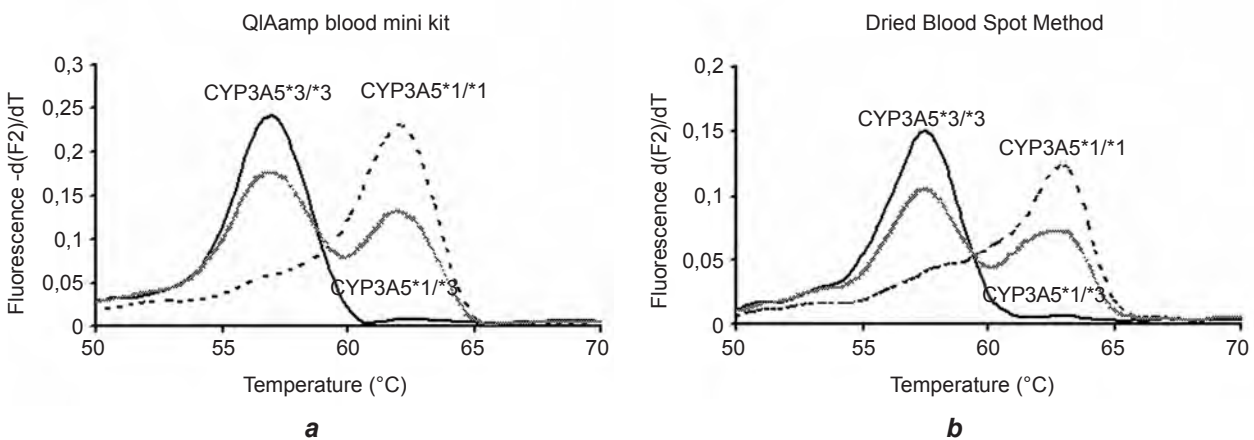 QIAamp blood mini kit
0,3
0,25
0,2
0,15
0,1
0,05
0
Fluorescence -d(F2)/dT
CYP3A5*3/*3
CYP3A5*1/*1
CYP3A5*1/*3
50
55
60
65
70
Temperature (°C)
a
Dried Blood Spot Method
0,2
0,15
0,1
0,05
0
Fluorescence d(F2)/dT
CYP3A5*3/*3
CYP3A5*1/*1
CYP3A5*1/*3
50
55
60
65
70
Temperature (°C)
b